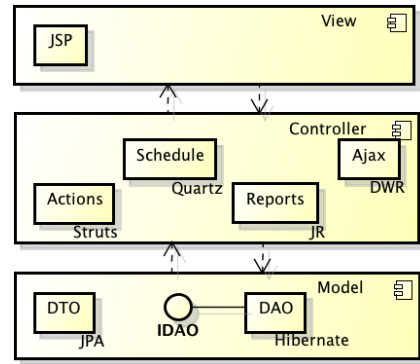 View
JSP
Controller
Schedule
Ajax
Quartz
DWR
Actions
Reports
Struts
JR
Model
DTO
DAO
JPA
IDAO
Hibernate